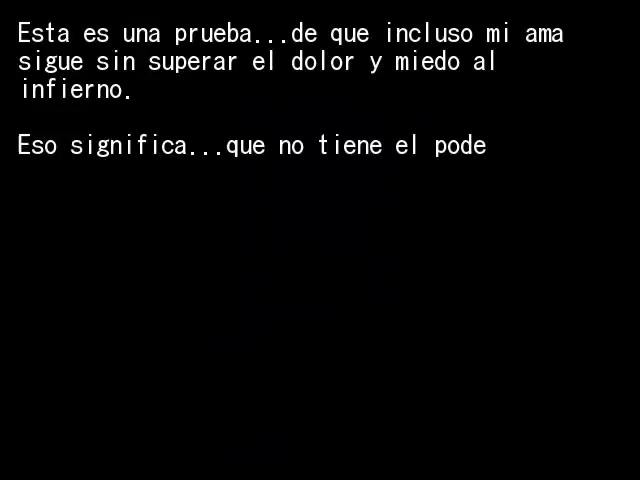 Esta es una prueba...de que incluso mi ama
sigue sin superar el dolor y miedo al
infierno.
Eso significa...que no tiene el pode